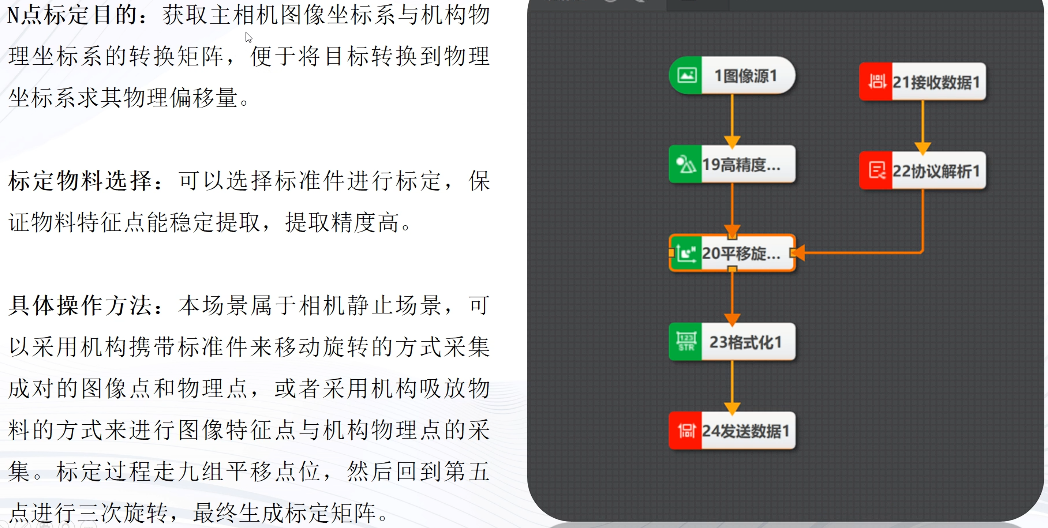 N点标定目的：获取主相机图像坐标系与机构物
理坐标系的转换矩阵，便于将目标转换到物理
坐标系求其物理偏移量。
标定物料选择：可以选择标准件进行标定，保
证物料特征点能稳定提取，提取精度高。
具体操作方法：本场景属于相机静止场景，可
以采用机构携带标准件来移动旋转的方式采集
成对的图像点和物理点，或者采用机构吸放物
料的方式来进行图像特征点与机构物理点的采
集。标定过程走九组平移点位，然后回到第五
点进行三次旋转，最终生成标定矩阵。
1图像源1
21接收数据1
19高精度...
22协议解析1
20平移旋...
123
STR
23格式化1
24发送数据1